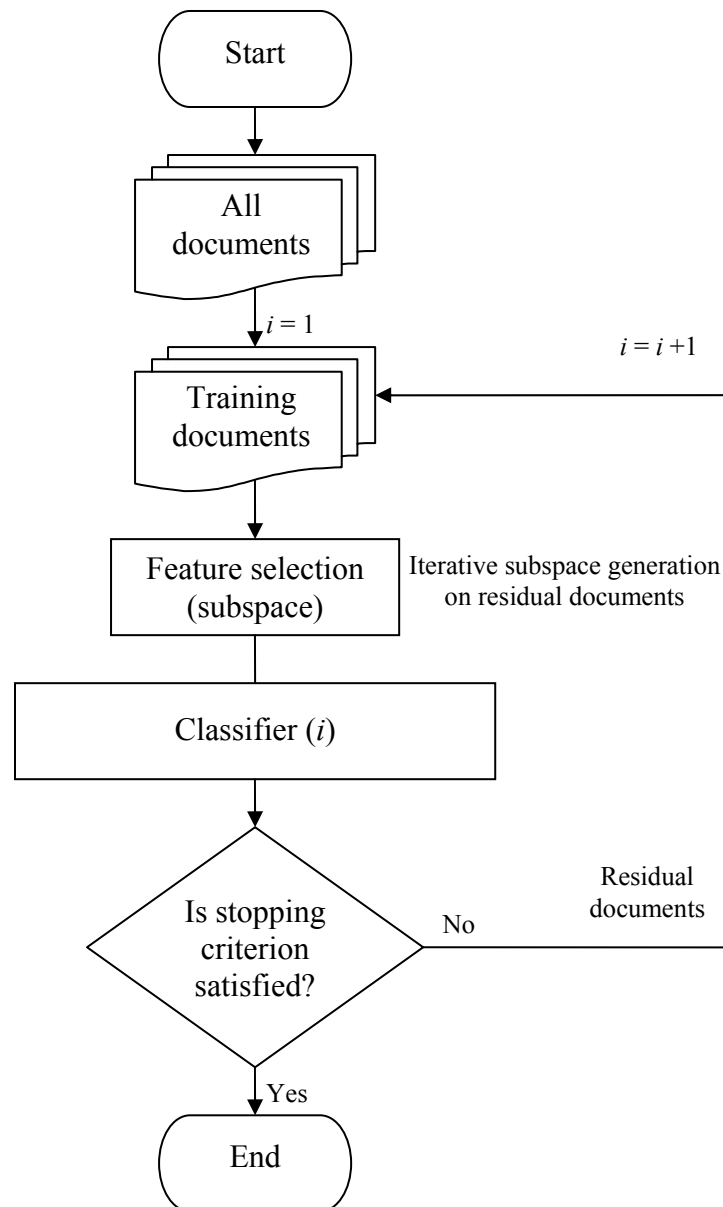 Start
All
documents
i = 1
i = i +1
Training
documents
Feature selection
(subspace)
Iterative subspace generation
on residual documents
Classifier (i)
Is stopping
criterion
satisfied?
No
Residual
documents
Yes
End